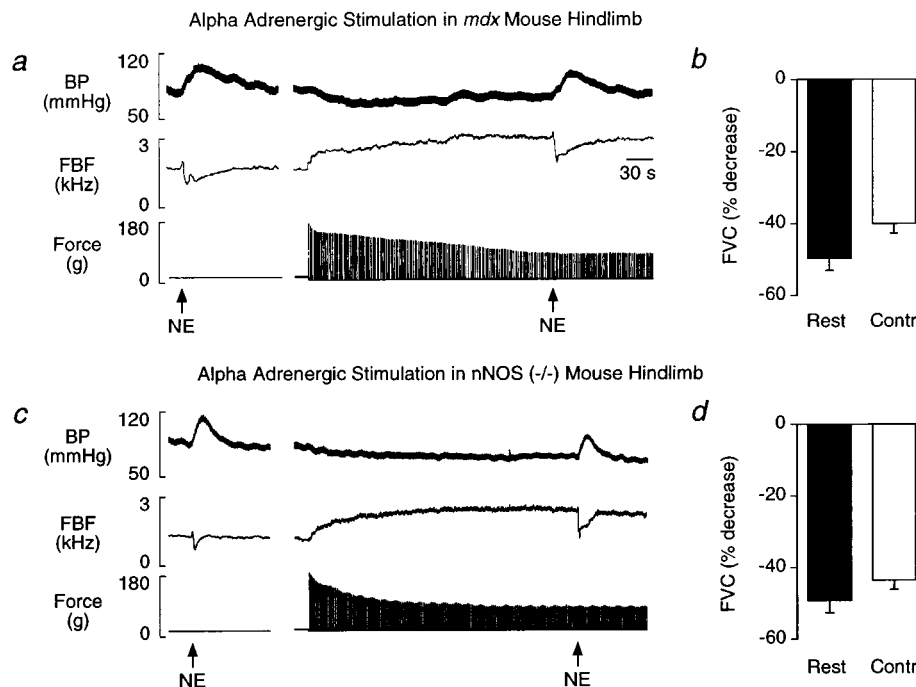 Alpha Adrenergic Stimulation in mdx Mouse Hindlimb
a
BP
(mmHg)
120
50
FBF
(kHz)
3
0
30 s
Force
(g)
180
0
NE
NE
b
FVC (% decrease)
0
-20
-40
-60
Rest
Contr
Alpha Adrenergic Stimulation in nNOS (-/-) Mouse Hindlimb
c
BP
(mmHg)
120
50
FBF
(kHz)
3
0
Force
(g)
180
0
NE
NE
d
FVC (% decrease)
0
-20
-40
-60
Rest
Contr